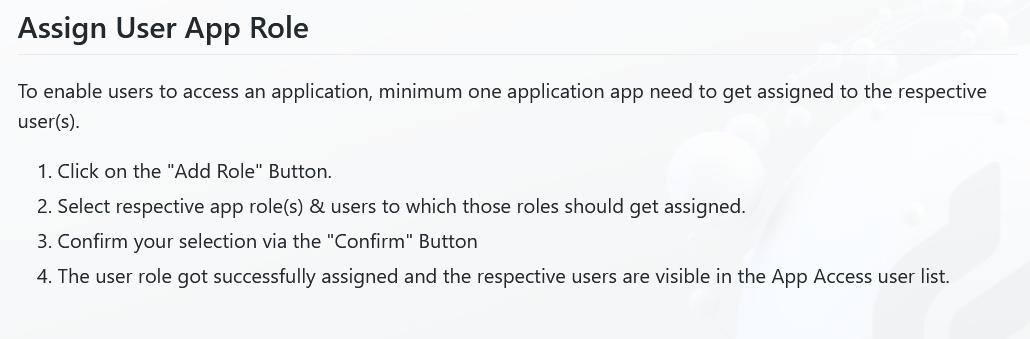 Assign User App Role
To enable users to access an application, minimum one application app need to get assigned to the respective
user(s).
1. Click on the "Add Role" Button.
2. Select respective app role(s) & users to which those roles should get assigned.
3. Confirm your selection via the "Confirm" Button
4. The user role got successfully assigned and the respective users are visible in the App Access user list.